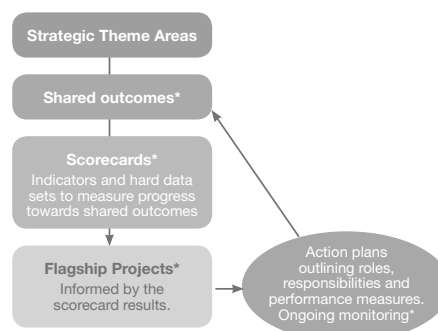 Strategic Theme Areas
Shared outcomes*
Scorecards*
Indicators and hard data
sets to measure progress
towards shared outcomes
Flagship Projects*
Informed by the
scorecard results.
Action plans
outlining roles,
responsibilities and
performance measures.
Ongoing monitoring*